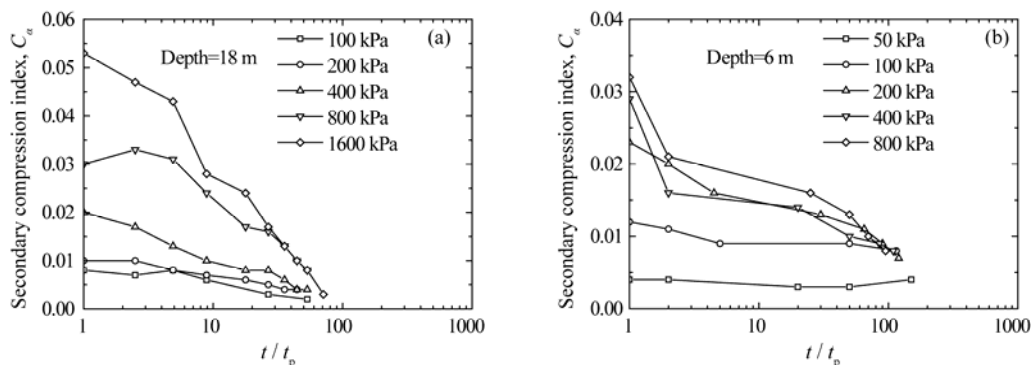 0.06
0.05
0.04
0.03
0.02
0.01
0.00
Secondary compression index, Cα
Depth=18 m
(a)
100 kPa
200 kPa
400 kPa
800 kPa
1600 kPa
1
10
100
1000
t / tp
0.04
0.03
0.02
0.01
0.00
Secondary compression index, Cα
Depth=6 m
(b)
50 kPa
100 kPa
200 kPa
400 kPa
800 kPa
1
10
100
1000
t / tp